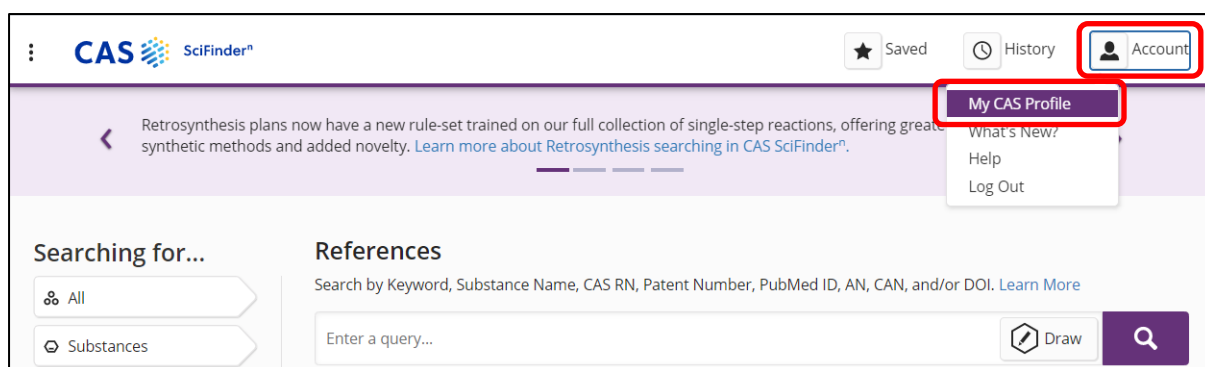 CAS SciFinderⁿ
Saved
History
Account
My CAS Profile
What's New?
Help
Log Out
Retrosynthesis plans now have a new rule-set trained on our full collection of single-step reactions, offering
synthetic methods and added novelty. Learn more about Retrosynthesis searching in CAS SciFinderⁿ.
Searching for...
All
Substances
References
Search by Keyword, Substance Name, CAS RN, Patent Number, PubMed ID, AN, CAN, and/or DOI. Learn More
Enter a query...
Draw